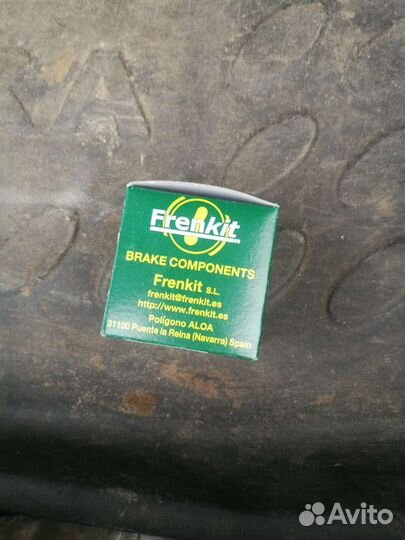 Frenkit
BRAKE COMPONENTS
Frenkit S.L.
frenkit@frenkit.es
http://www.frenkit.es
Polígono ALOA
31100 Puente la Reina (Navarra) Spain
Avito